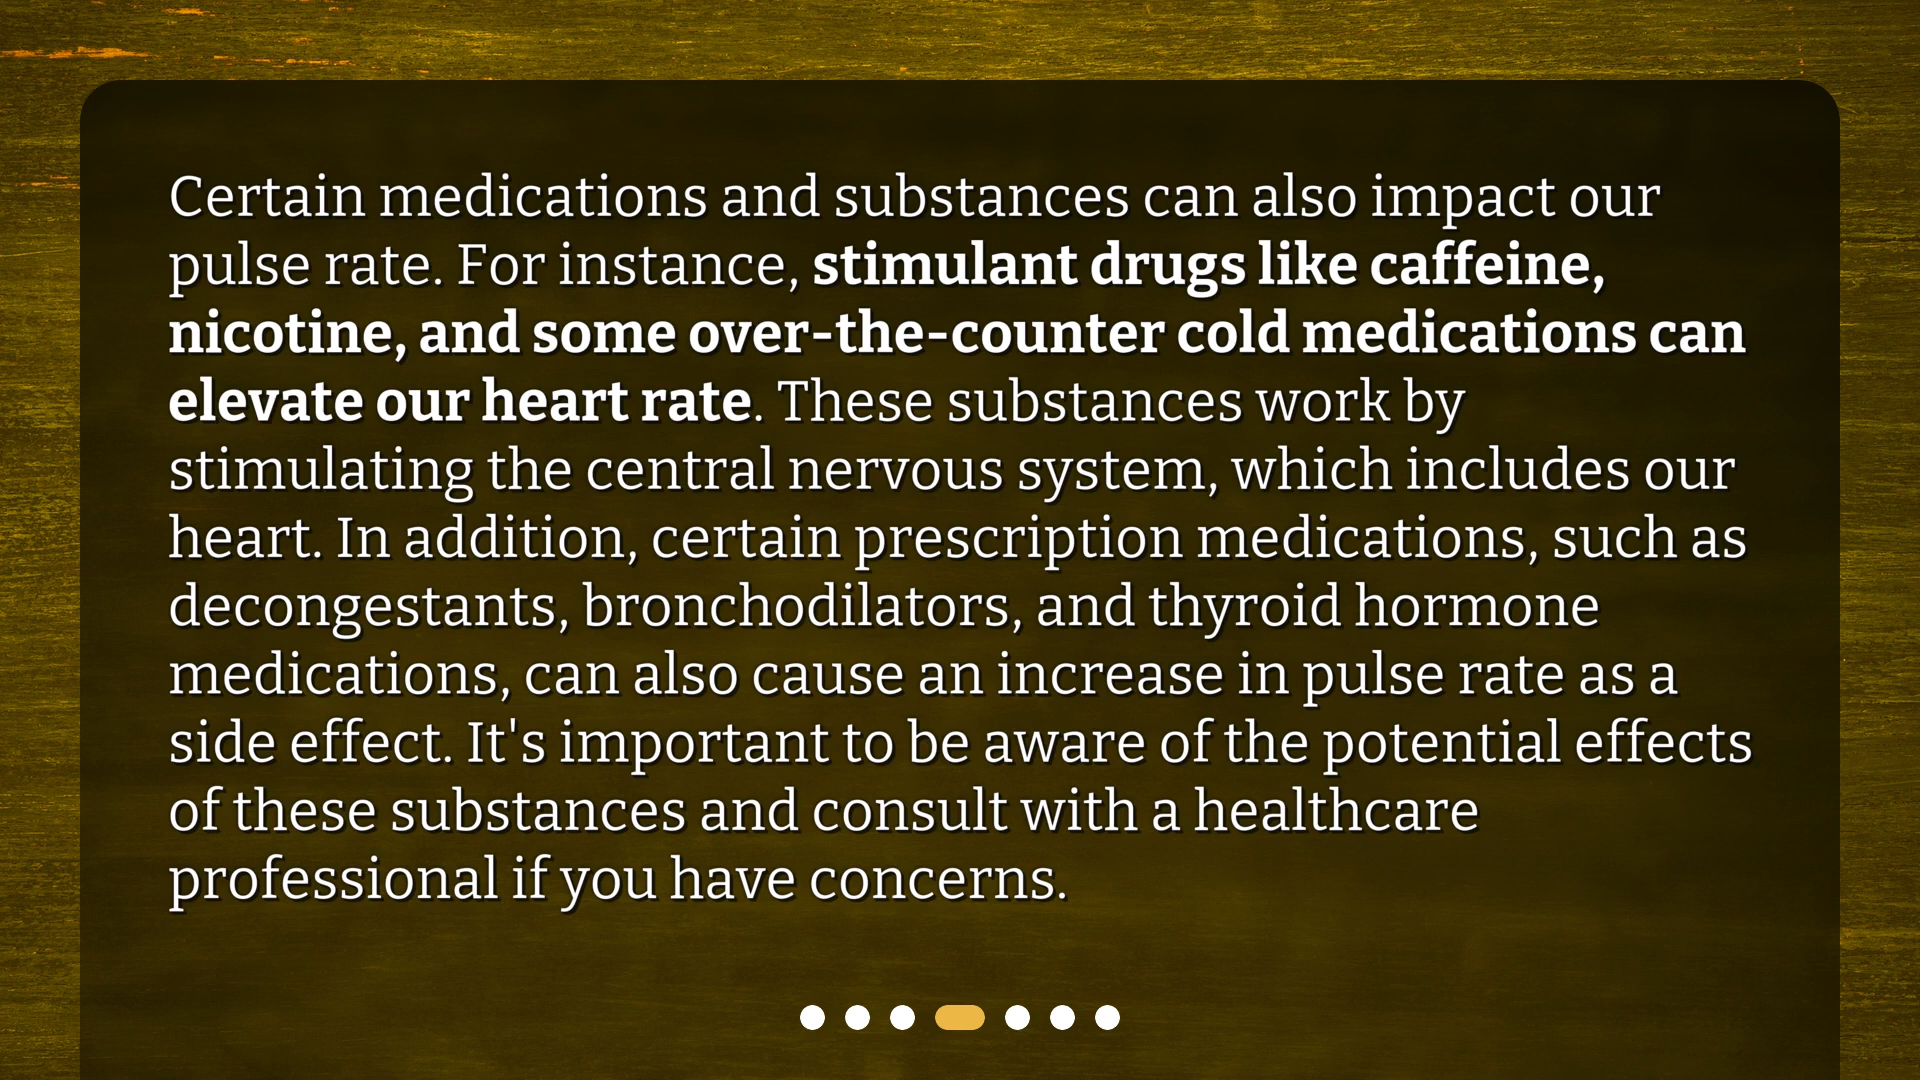 Certain medications and substances can also impact our
pulse rate. For instance, stimulant drugs like caffeine,
nicotine, and some over-the-counter cold medications can
elevate our heart rate. These substances work by
stimulating the central nervous system, which includes our
heart. In addition, certain prescription medications, such as
decongestants, bronchodilators, and thyroid hormone
medications, can also cause an increase in pulse rate as a
side effect. It's important to be aware of the potential effects
of these substances and consult with a healthcare
professional if you have concerns.